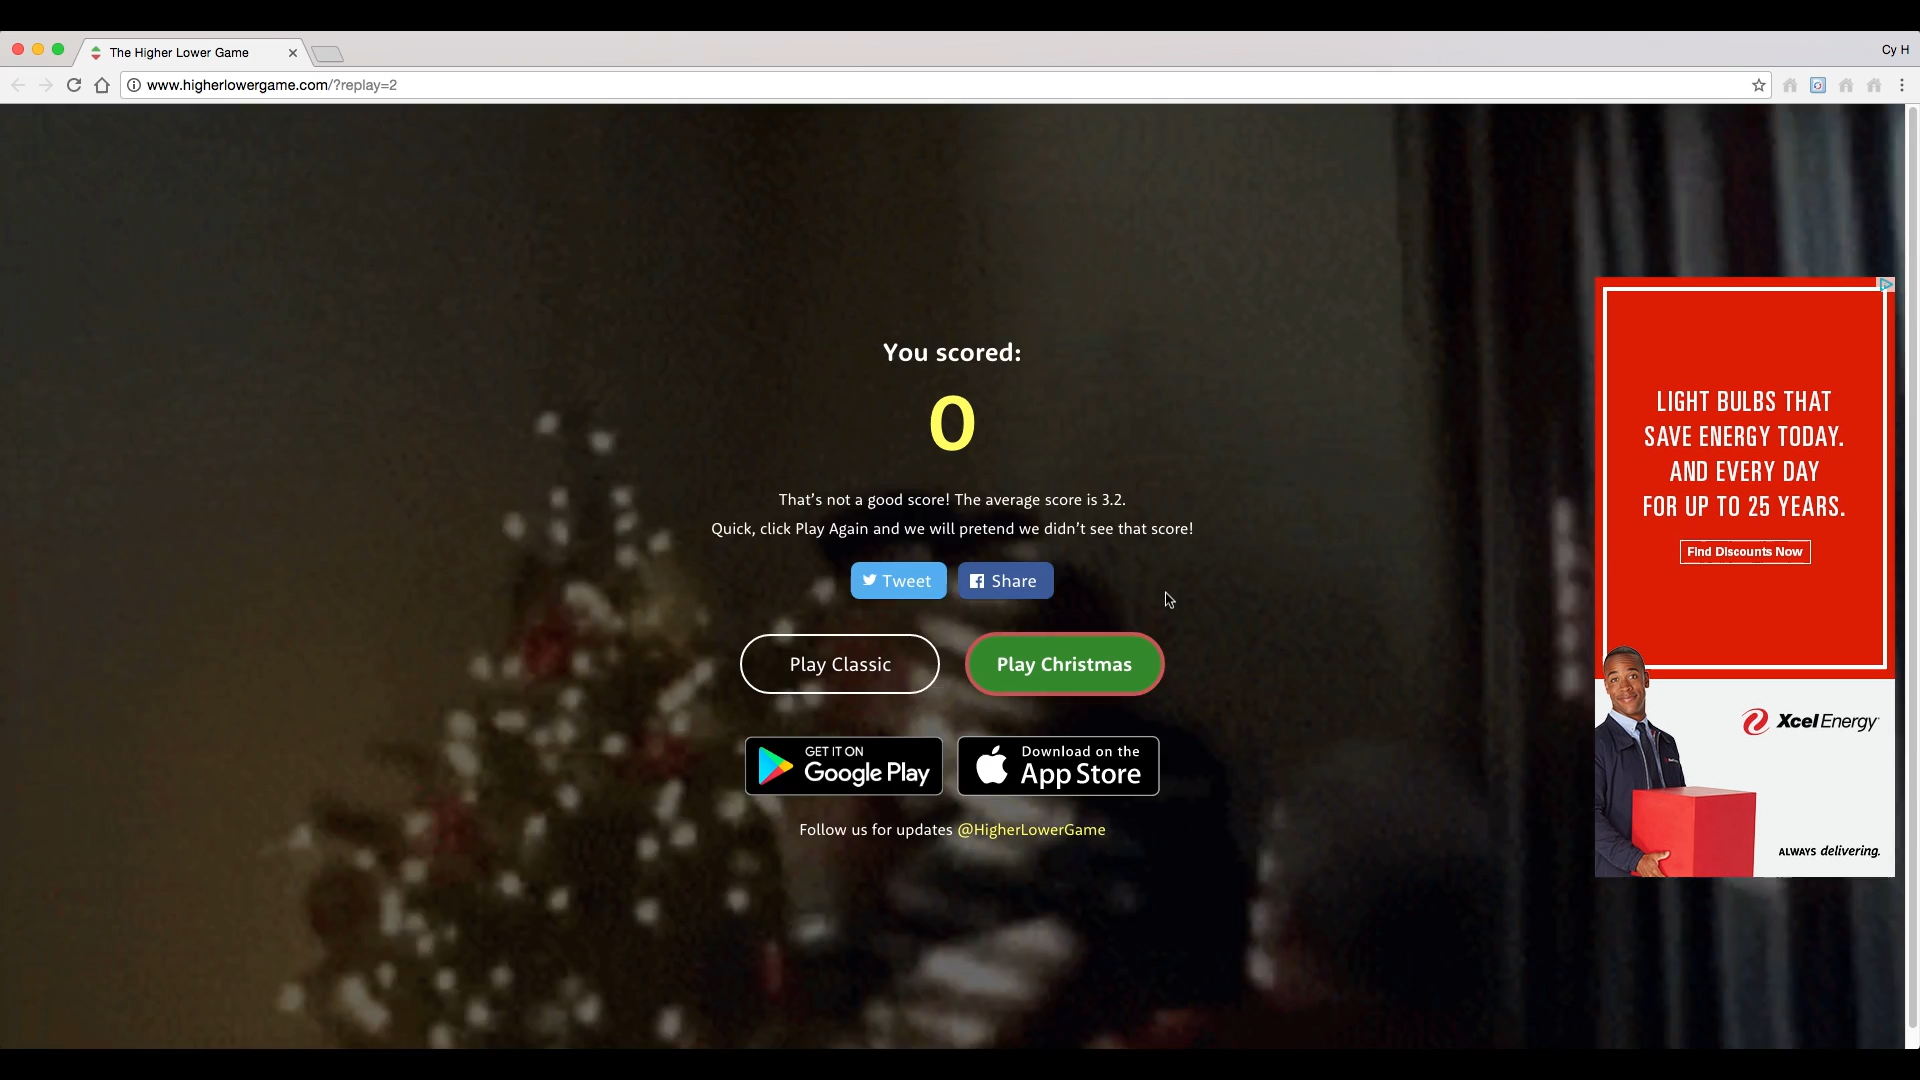 The Higher Lower Game
Cy H
www.higherlowergame.com/?replay=2
You scored:
0
That's not a good score! The average score is 3.2.
Quick, click Play Again and we will pretend we didn't see that score!
Tweet
Share
Play Classic
Play Christmas
GET IT ON
Google Play
Download on the
App Store
Follow us for updates @HigherLowerGame
LIGHT BULBS THAT
SAVE ENERGY TODAY.
AND EVERY DAY
FOR UP TO 25 YEARS.
Find Discounts Now
XcelEnergy
ALWAYS delivering.